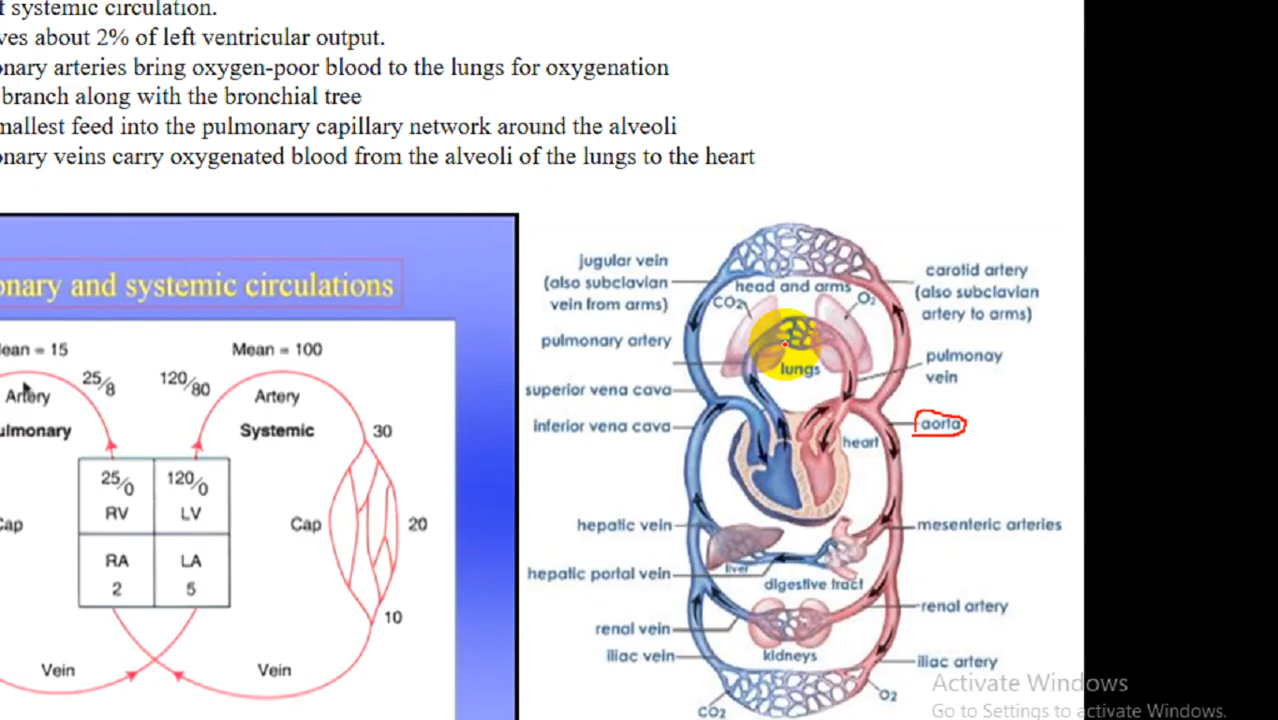 f systemic circulation.
ves about 2% of left ventricular output.
onary arteries bring oxygen-poor blood to the lungs for oxygenation
branch along with the bronchial tree
mallest feed into the pulmonary capillary network around the alveoli
onary veins carry oxygenated blood from the alveoli of the lungs to the heart
onary and systemic circulations
ean = 15
Mean = 100
25/8
120/80
Artery
Artery
ulmonary
Systemic
30
25/0
120/0
RV
LV
ap
Cap
20
RA
LA
2
5
10
Vein
Vein
jugular vein
(also subclavian
vein from arms)
head and arms
CO2
O2
carotid artery
(also subclavian
artery to arms)
pulmonary artery
lungs
pulmonay
vein
superior vena cava
inferior vena cava
aorta
heart
hepatic vein
mesenteric arteries
liver
hepatic portal vein
digestive tract
renal artery
renal vein
kidneys
iliac vein
iliac artery
CO2
O2
Activate Windows
Go to Settings to activate Windows.